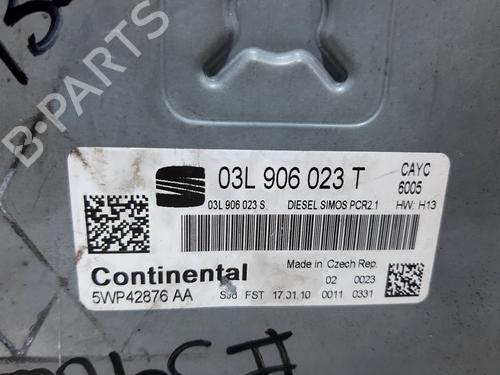 B-PARTS
03L 906 023 T
CAYC
6005
03L 906 023 S
DIESEL SIMOS PCR2.1
HW: H13
Continental
5WP42876 AA
Made in Czech Rep.
02 0023
FST 17.01.10 0011 0331